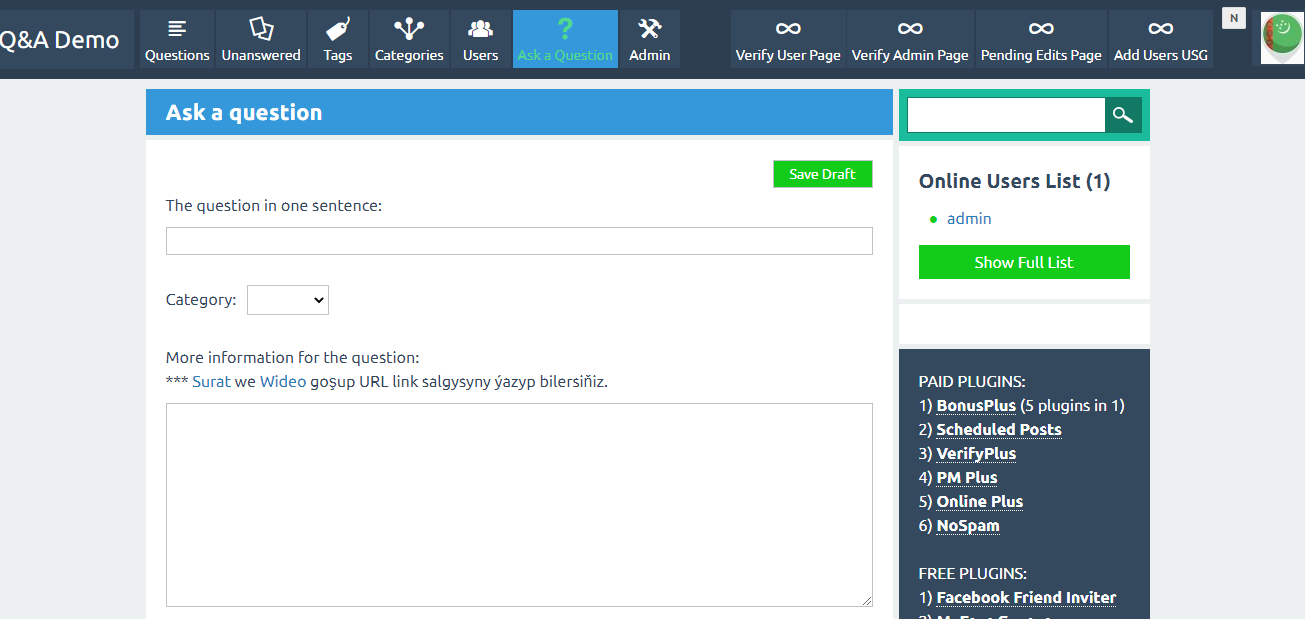 Q&A Demo
Questions
Unanswered
Tags
Categories
Users
Ask a Question
Admin
Verify User Page
Verify Admin Page
Pending Edits Page
Add Users USG
N
Ask a question
Save Draft
The question in one sentence:
Category:
More information for the question:
*** Surat we Wideo goşup URL link salgysyny ýazyp bilersiňiz.
Online Users List (1)
admin
Show Full List
PAID PLUGINS:
1) BonusPlus (5 plugins in 1)
2) Scheduled Posts
3) VerifyPlus
4) PM Plus
5) Online Plus
6) NoSpam
FREE PLUGINS:
1) Facebook Friend Inviter